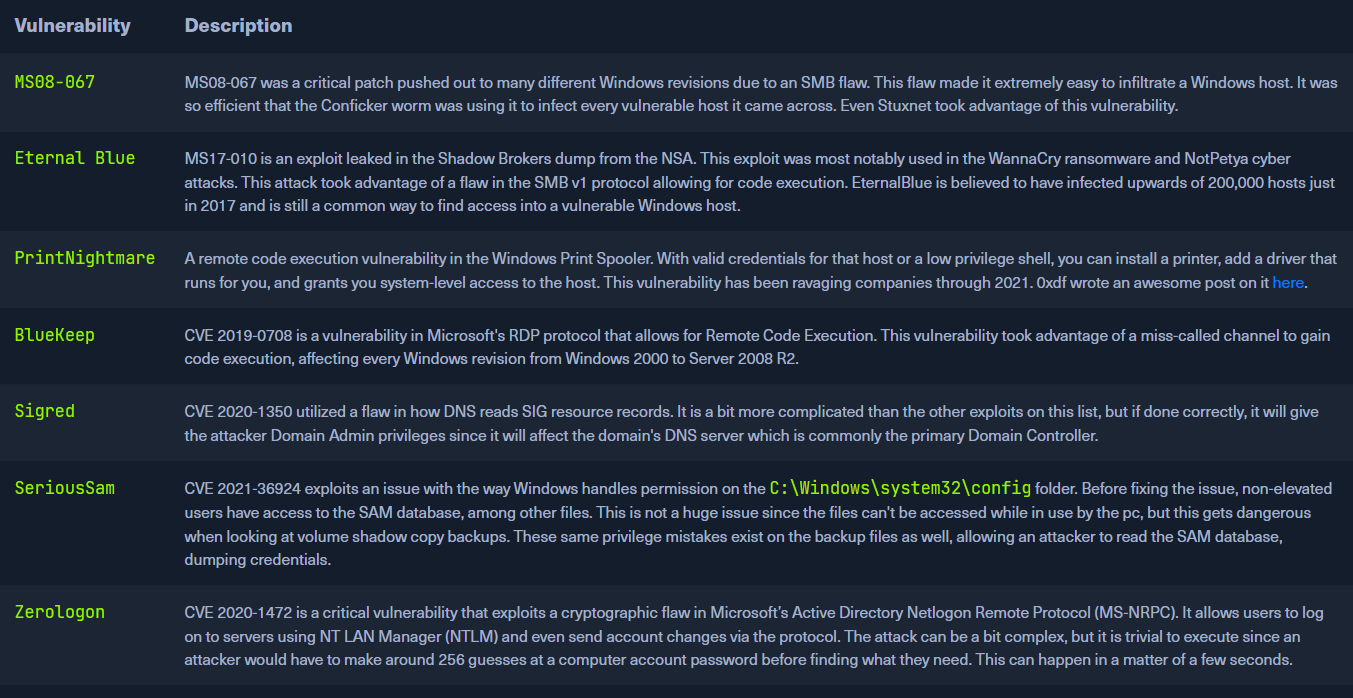 Vulnerability Description
MS08-067 MS08-067 was a critical patch pushed out to many different Windows revisions due to an SMB flaw. This flaw made it extremely easy to infiltrate a Windows host. It was
so efficient that the Conficker worm was using it to infect every vulnerable host it came across. Even Stuxnet took advantage of this vulnerability.
Eternal Blue MS17-010 is an exploit leaked in the Shadow Brokers dump from the NSA. This exploit was most notably used in the WannaCry ransomware and NotPetya cyber
attacks. This attack took advantage of a flaw in the SMB v1 protocol allowing for code execution. EternalBlue is believed to have infected upwards of 200,000 hosts just
in 2017 and is still a common way to find access into a vulnerable Windows host.
PrintNightmare A remote code execution vulnerability in the Windows Print Spooler. With valid credentials for that host or a low privilege shell, you can install a printer, add a driver that
runs for you, and grants you system-level access to the host. This vulnerability has been ravaging companies through 2021. 0xdf wrote an awesome post on it here.
BlueKeep CVE 2019-0708 is a vulnerability in Microsoft's RDP protocol that allows for Remote Code Execution. This vulnerability took advantage of a miss-called channel to gain
code execution, affecting every Windows revision from Windows 2000 to Server 2008 R2.
Sigred CVE 2020-1350 utilized a flaw in how DNS reads SIG resource records. It is a bit more complicated than the other exploits on this list, but if done correctly, it will give
the attacker Domain Admin privileges since it will affect the domain's DNS server which is commonly the primary Domain Controller.
SeriousSam CVE 2021-36924 exploits an issue with the way Windows handles permission on the C:\Windows\system32\config folder. Before fixing the issue, non-elevated
users have access to the SAM database, among other files. This is not a huge issue since the files can't be accessed while in use by the pc, but this gets dangerous
when looking at volume shadow copy backups. These same privilege mistakes exist on the backup files as well, allowing an attacker to read the SAM database,
dumping credentials.
Zerologon CVE 2020-1472 is a critical vulnerability that exploits a cryptographic flaw in Microsoft's Active Directory Netlogon Remote Protocol (MS-NRPC). It allows users to log
on to servers using NT LAN Manager (NTLM) and even send account changes via the protocol. The attack can be a bit complex, but it is trivial to execute since an
attacker would have to make around 256 guesses at a computer account password before finding what they need. This can happen in a matter of a few seconds.